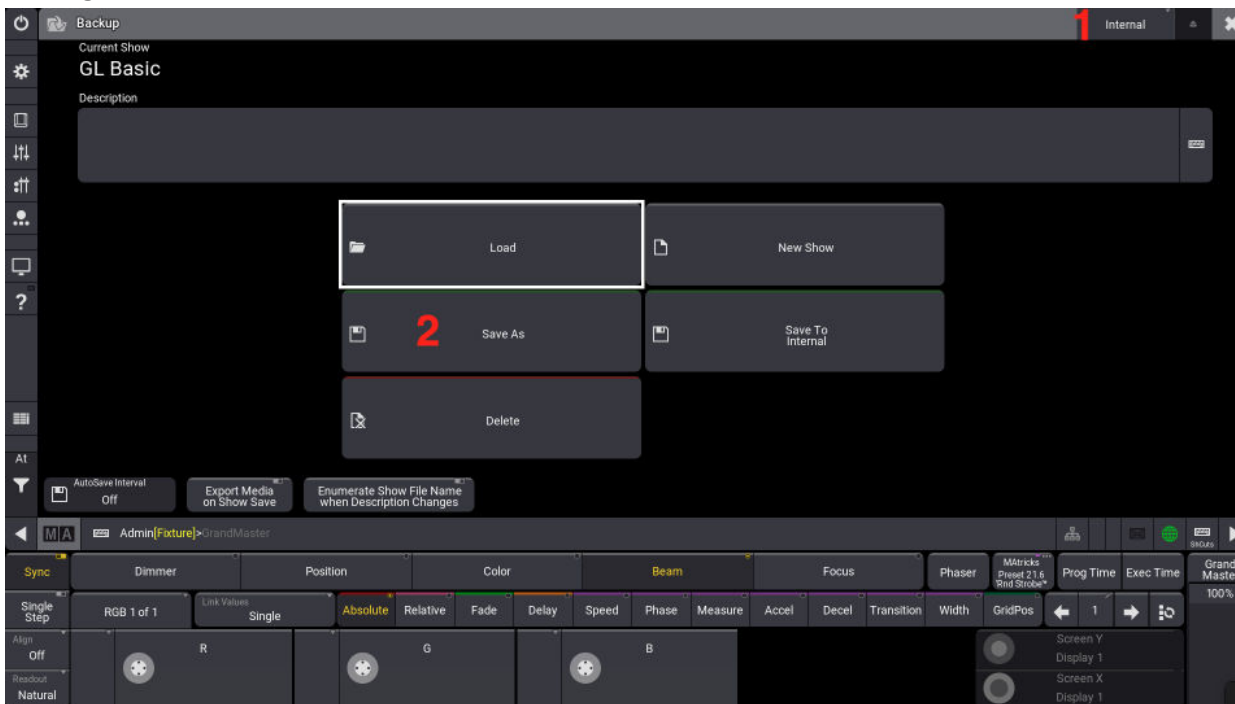 Backup
1
Internal
Current Show
GL Basic
Description
Load
New Show
2
Save As
Save To
Internal
Delete
At
AutoSave Interval
Off
Export Media
on Show Save
Enumerate Show File Name
when Description Changes
MA
Admin[Fixture]>GrandMaster
ShCuts
Sync
Dimmer
Position
Color
Beam
Focus
Phaser
MAtricks
Preset 21.6
'Rnd Strobe'
Prog Time
Exec Time
Grand
Maste
Single
Step
RGB 1 of 1
Link Values
Single
Absolute
Relative
Fade
Delay
Speed
Phase
Measure
Accel
Decel
Transition
Width
GridPos
1
100%
Align
Off
R
G
B
Screen Y
Display 1
Readout
Natural
Screen X
Display 1